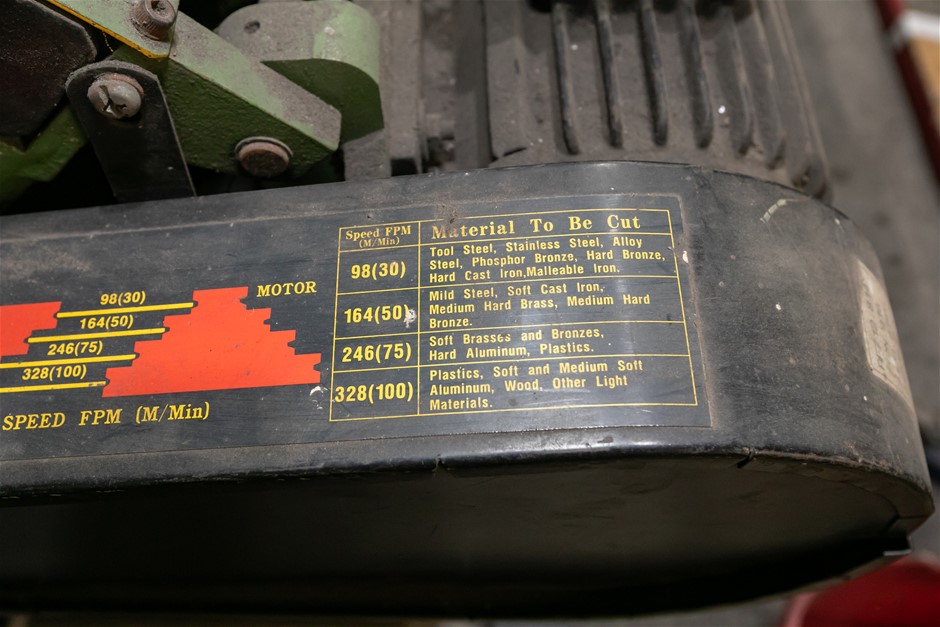 98(30)
164(50)
246(75)
328(100)
MOTOR
SPEED FPM (M/Min)
Speed FPM
(M/Min)
Material To Be Cut
98(30)
Tool Steel, Stainless Steel, Alloy
Steel, Phosphor Bronze, Hard Bronze,
Hard Cast Iron,Malleable Iron.
164(50)
Mild Steel, Soft Cast Iron,
Medium Hard Brass, Medium Hard
Bronze.
246(75)
Soft Brasses and Bronzes,
Hard Aluminum, Plastics.
328(100)
Plastics, Soft and Medium Soft
Aluminum, Wood, Other Light
Materials.